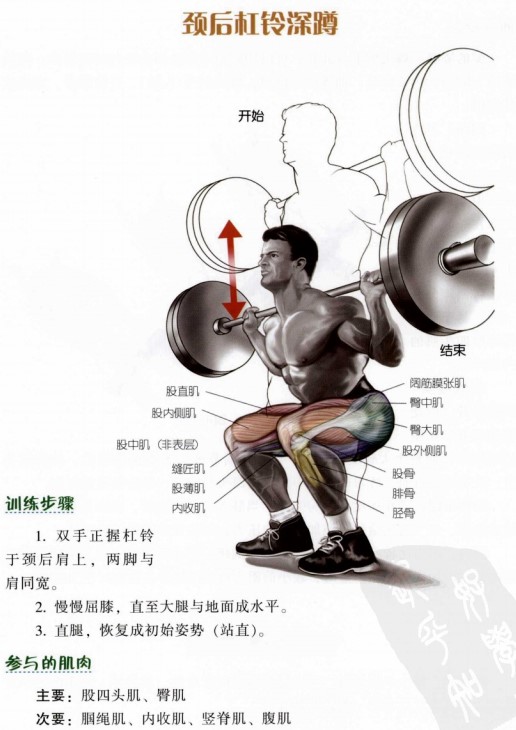 颈后杠铃深蹲
开始
结束
股直肌
股内侧肌
股中肌（非表层）
缝匠肌
股薄肌
内收肌
阔筋膜张肌
臀中肌
臀大肌
股外侧肌
股骨
腓骨
胫骨
训练步骤
1. 双手正握杠铃
于颈后肩上，两脚与
肩同宽。
2. 慢慢屈膝，直至大腿与地面成水平。
3. 直腿，恢复成初始姿势（站直）。
参与的肌肉
主要：股四头肌、臀肌
次要：腘绳肌、内收肌、竖脊肌、腹肌